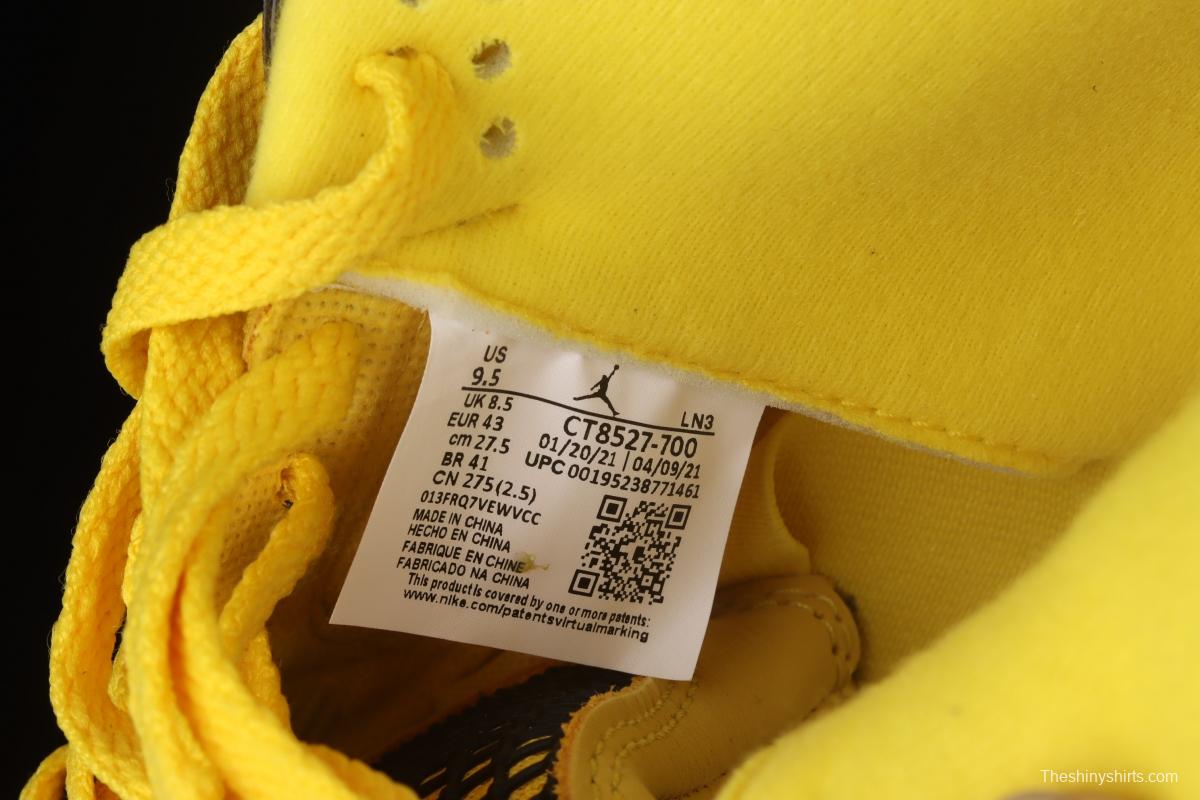 US
9.5
LN3
UK 8.5
EUR 43
cm 27.5
BR 41
CN 275(2.5)
CT8527-700
01/20/21 | 04/09/21
UPC 00195238771461
013FRQ7VEWVCC
MADE IN CHINA
HECHO EN CHINA
FABRIQUE EN CHINE
FABRICADO NA CHINA
This product is covered by one or more patents:
www.nike.com/patentsvirtualmarking
Theshinyshirts.com